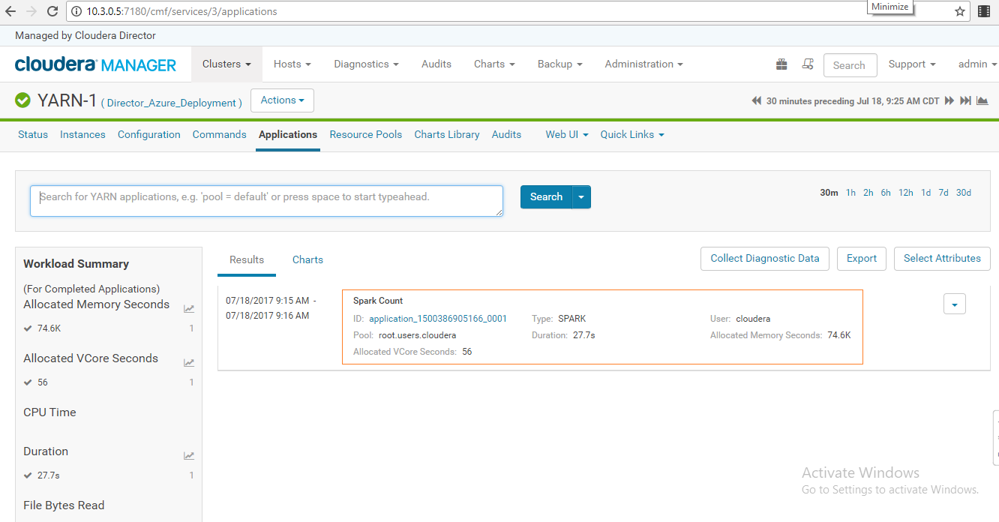 Minimize
10.3.0.5:7180/cmf/services/3/applications
Managed by Cloudera Director
cloudera MANAGER Clusters Hosts Diagnostics Audits Charts Backup Administration Search Support admin
YARN-1 ( Director_Azure_Deployment ) Actions 30 minutes preceding Jul 18, 9:25 AM CDT
Status Instances Configuration Commands Applications Resource Pools Charts Library Audits Web UI Quick Links
Search for YARN applications, e.g. 'pool = default' or press space to start typeahead. Search 30m 1h 2h 6h 12h 1d 7d 30d
Workload Summary
(For Completed Applications)
Allocated Memory Seconds
74.6K 1
Allocated VCore Seconds
56 1
CPU Time
Duration
27.7s 1
File Bytes Read
Results Charts Collect Diagnostic Data Export Select Attributes
07/18/2017 9:15 AM -
07/18/2017 9:16 AM
Spark Count
ID: application_1500386905166_0001 Type: SPARK User: cloudera
Pool: root.users.cloudera Duration: 27.7s Allocated Memory Seconds: 74.6K
Allocated VCore Seconds: 56
Activate Windows
Go to Settings to activate Windows.